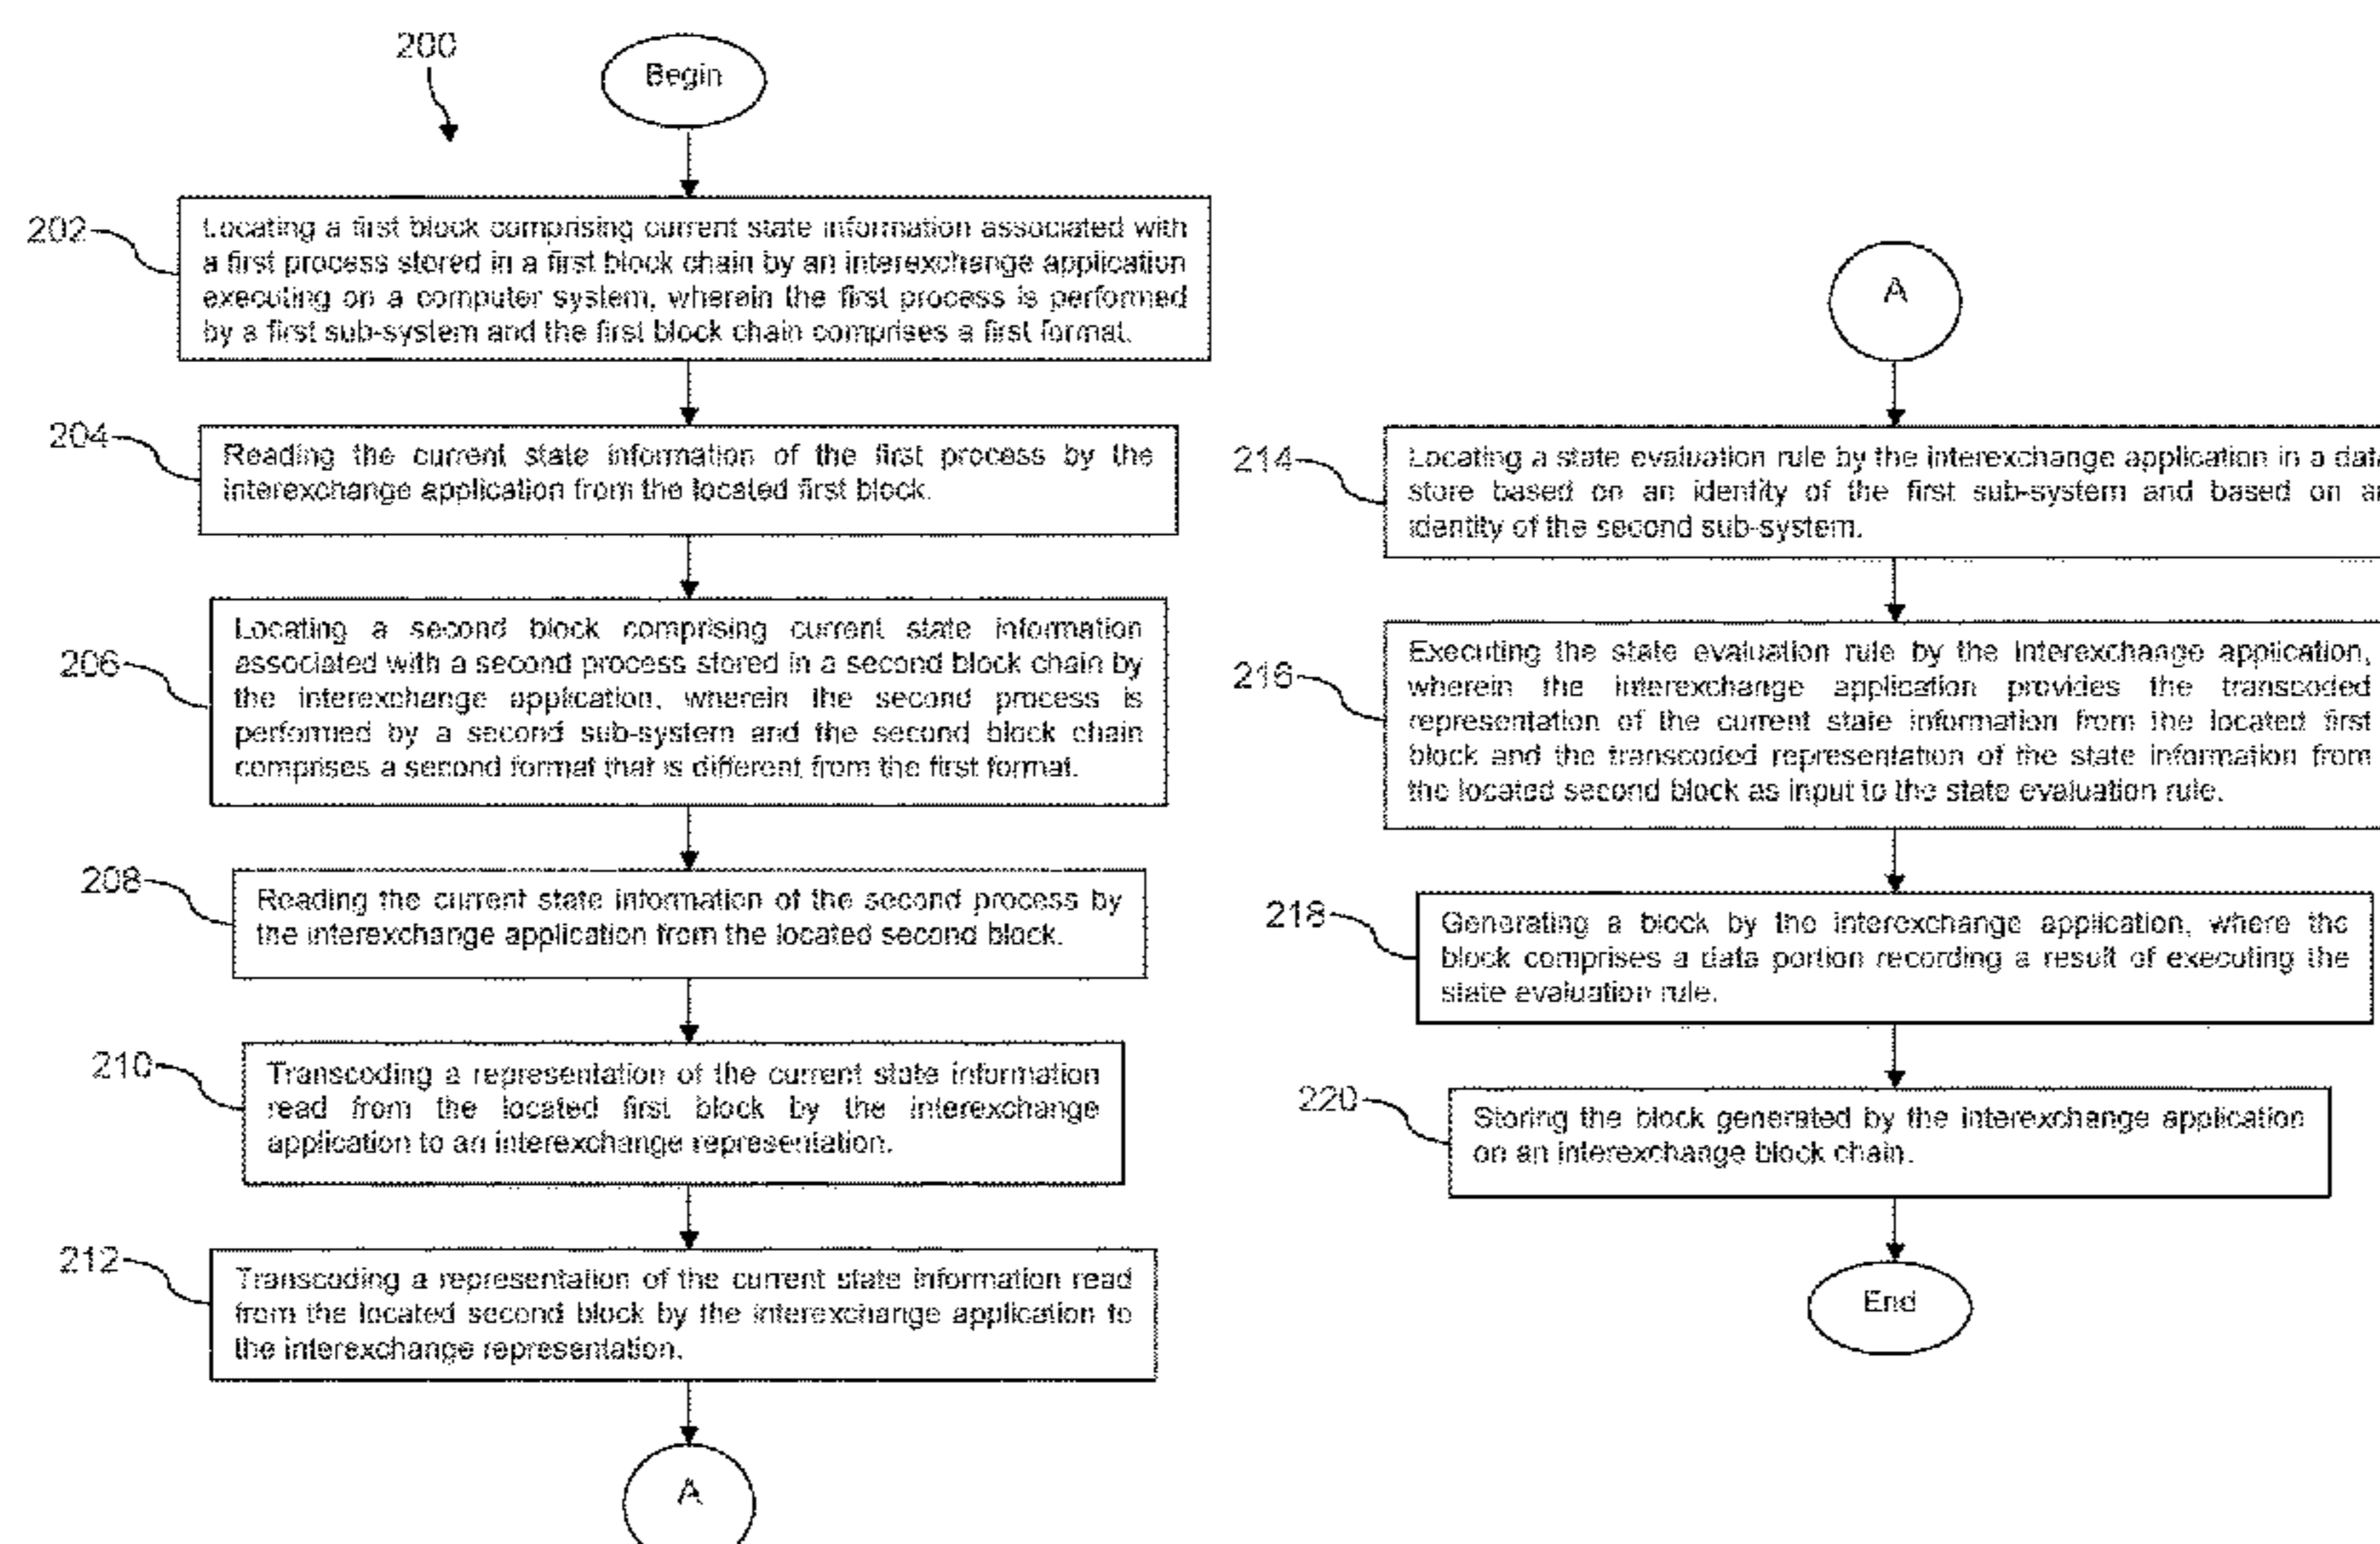 200
Begin
202
Locating a first block comprising current state information associated with
a first process stored in a first block chain by an interexchange application
executing on a computer system, wherein the first process is performed
by a first sub-system and the first block chain comprises a first format.
204
Reading the current state information of the first process by the
interexchange application from the located first block.
206
Locating a second block comprising current state information
associated with a second process stored in a second block chain by
the interexchange application, wherein the second process is
performed by a second sub-system and the second block chain
comprises a second format that is different from the first format.
208
Reading the current state information of the second process by
the interexchange application from the located second block.
210
Transcoding a representation of the current state information
read from the located first block by the interexchange
application to an interexchange representation.
212
Transcoding a representation of the current state information read
from the located second block by the interexchange application to
the interexchange representation.
A
A
214
Locating a state evaluation rule by the interexchange application in a data
store based on an identity of the first sub-system and based on an
identity of the second sub-system.
216
Executing the state evaluation rule by the interexchange application,
wherein the interexchange application provides the transcoded
representation of the current state information from the located first
block and the transcoded representation of the state information from
the located second block as input to the state evaluation rule.
218
Generating a block by the interexchange application, where the
block comprises a data portion recording a result of executing the
state evaluation rule.
220
Storing the block generated by the interexchange application
on an interexchange block chain.
End